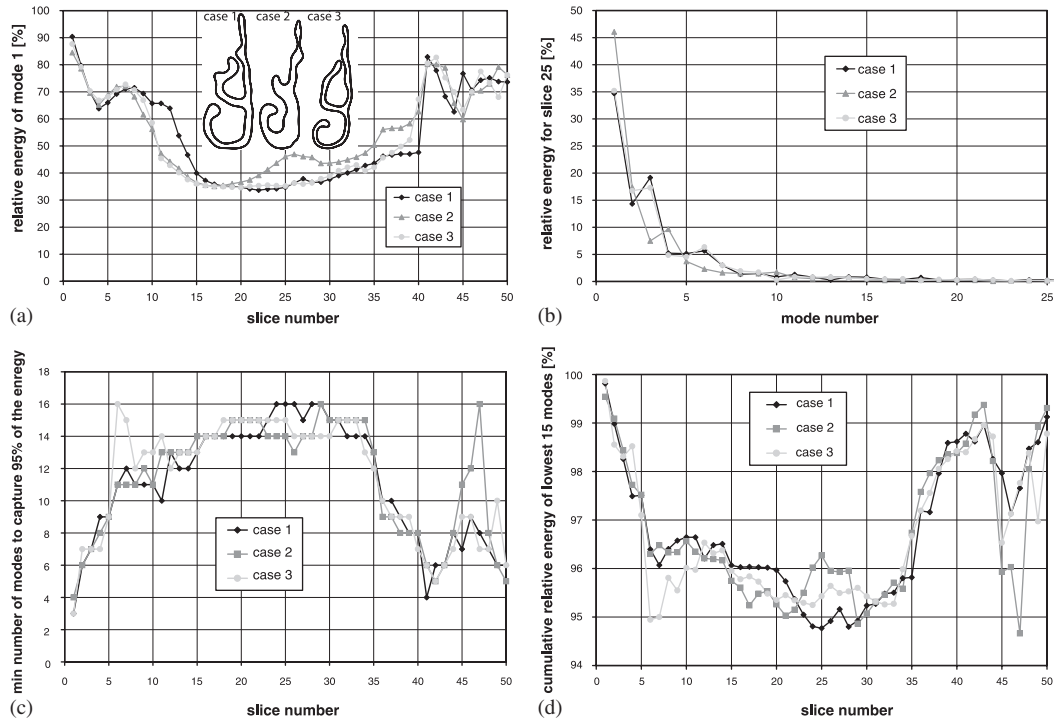 relative energy of mode 1 [%]
100
90
80
70
60
50
40
30
20
10
0
case 1
case 2
case 3
case 1
case 2
case 3
0 5 10 15 20 25 30 35 40 45 50
slice number
(a)
relative energy for slice 25 [%]
50
45
40
35
30
25
20
15
10
5
0
case 1
case 2
case 3
0 5 10 15 20 25
mode number
(b)
min number of modes to capture 95% of the enregy
18
16
14
12
10
8
6
4
2
0
case 1
case 2
case 3
0 5 10 15 20 25 30 35 40 45 50
slice number
(c)
cumulative relative energy of lowest 15 modes [%]
100
99
98
97
96
95
94
case 1
case 2
case 3
0 5 10 15 20 25 30 35 40 45 50
slice number
(d)